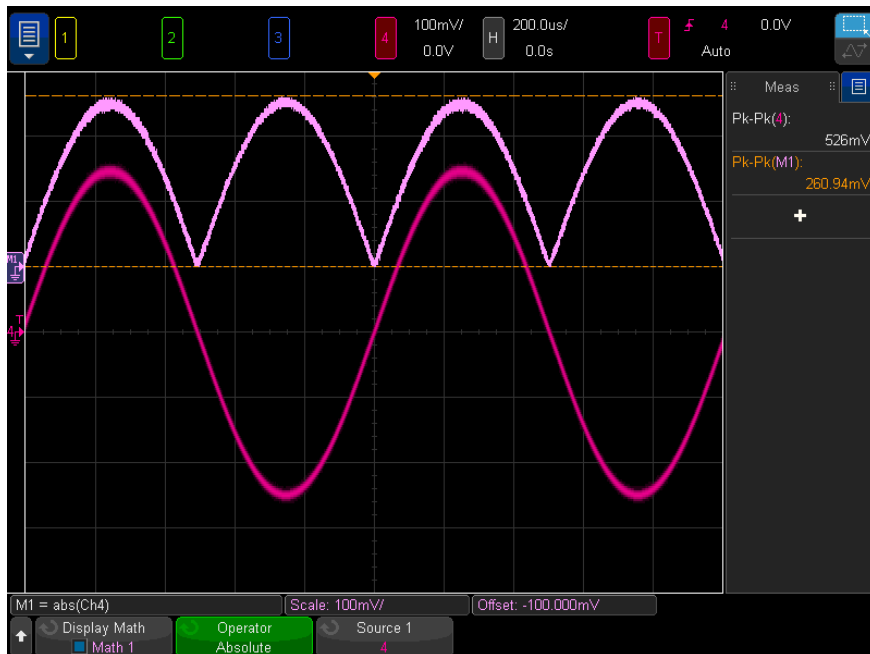 1
2
3
4
100mV/
0.0V
H
200.0us/
0.0s
T
4
0.0V
Auto
Meas
Pk-Pk(4):
526mV
Pk-Pk(M1):
260.94mV
+
M1
T
4
M1 = abs(Ch4)
Scale: 100mV/
Offset: -100.000mV
Display Math
Math 1
Operator
Absolute
Source 1
4